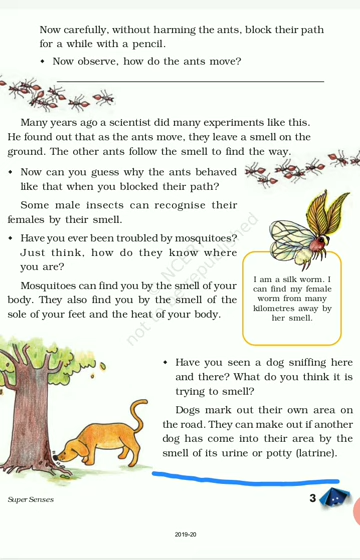 Now carefully, without harming the ants, block their path
for a while with a pencil.
• Now observe, how do the ants move?
Many years ago a scientist did many experiments like this.
He found out that as the ants move, they leave a smell on the
ground. The other ants follow the smell to find the way.
• Now can you guess why the ants behaved
like that when you blocked their path?
Some male insects can recognise their
females by their smell.
• Have you ever been troubled by mosquitoes?
Just think, how do they know where
you are?
Mosquitoes can find you by the smell of your
body. They also find you by the smell of the
sole of your feet and the heat of your body.
I am a silk worm. I
can find my female
worm from many
kilometres away by
her smell.
• Have you seen a dog sniffing here
and there? What do you think it is
trying to smell?
Dogs mark out their own area on
the road. They can make out if another
dog has come into their area by the
smell of its urine or potty (latrine).
Super Senses
3
2019-20